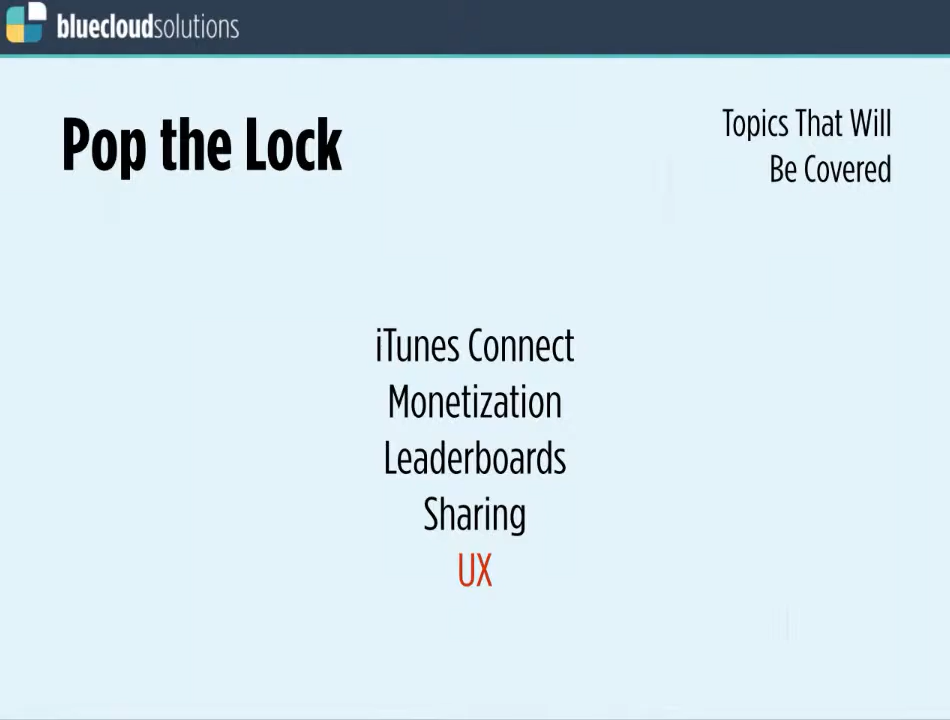 bluecloudsolutions
Pop the Lock
Topics That Will
Be Covered
iTunes Connect
Monetization
Leaderboards
Sharing
UX